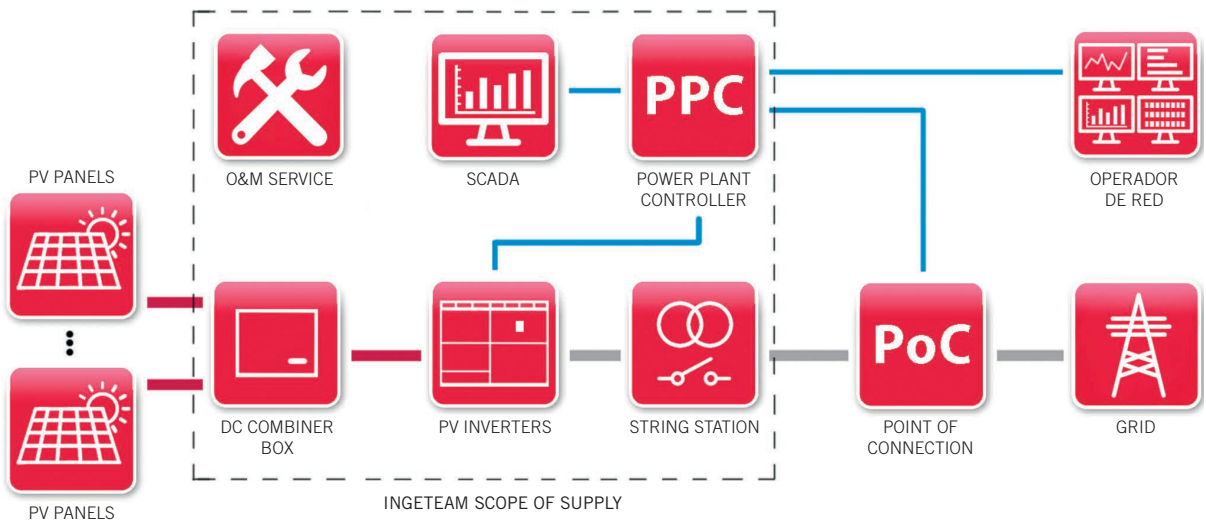 PPC
O&M SERVICE
SCADA
POWER PLANT
CONTROLLER
OPERADOR
DE RED
PV PANELS
PoC
DC COMBINER
BOX
PV INVERTERS
STRING STATION
POINT OF
CONNECTION
GRID
PV PANELS
INGETEAM SCOPE OF SUPPLY